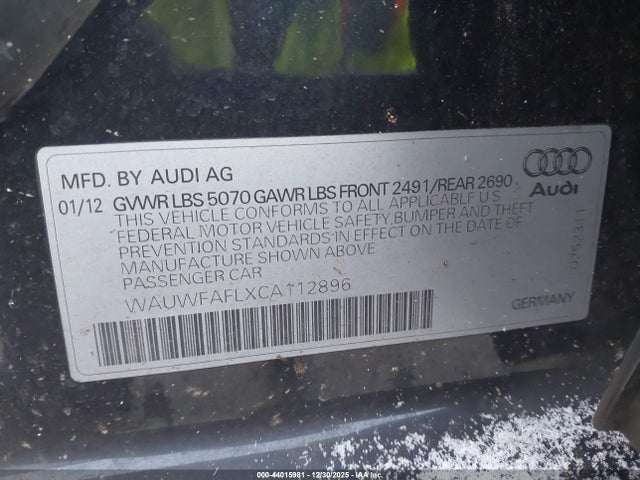 MFD. BY AUDI AG
01/12 GVWR LBS 5070 GAWR LBS FRONT 2491/REAR 2690
THIS VEHICLE CONFORMS TO ALL APPLICABLE U S
FEDERAL MOTOR VEHICLE SAFETY,BUMPER AND THEFT
PREVENTION STANDARDS IN EFFECT ON THE DATE OF
MANUFACTURE SHOWN ABOVE
PASSENGER CAR
WAUWFAFLXCA112896
Audi
0252311
GERMANY
000-44015981 - 12/30/2025 - IAA Inc.